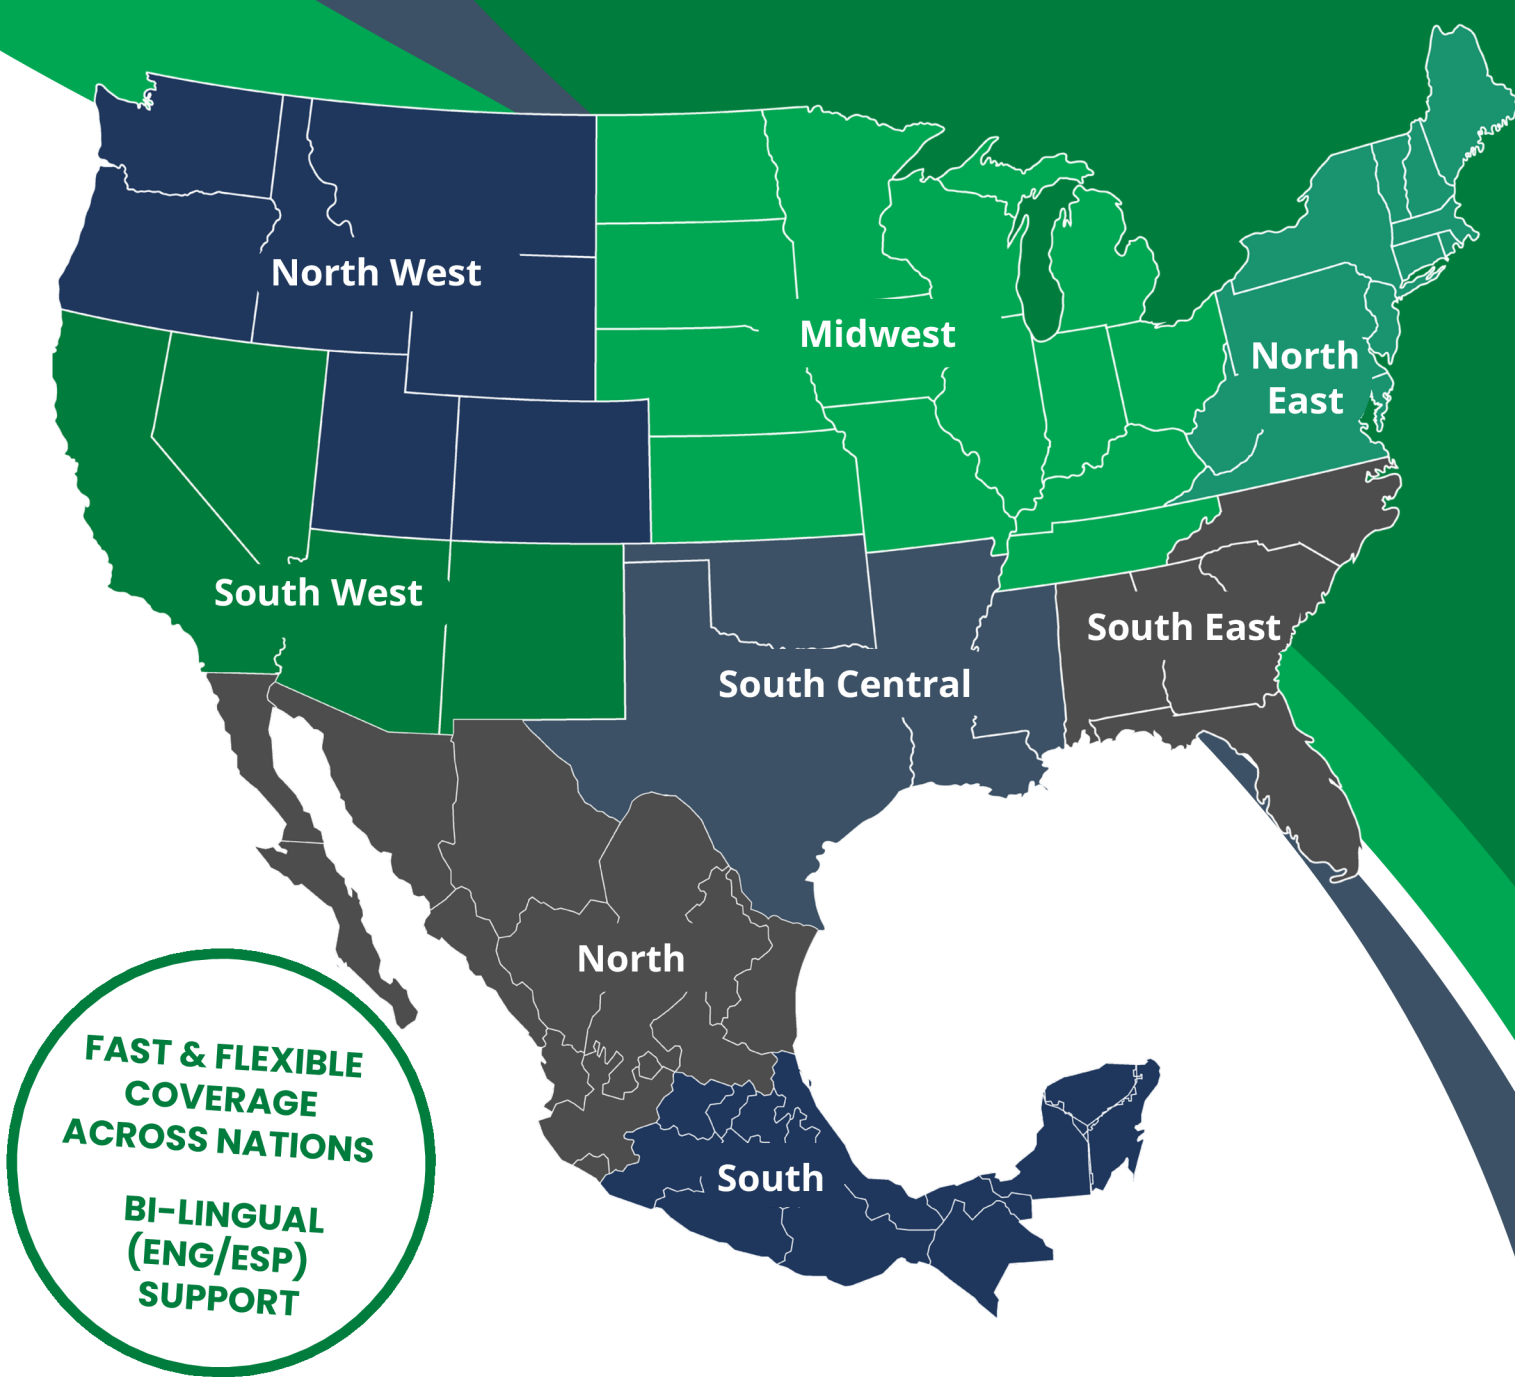 North West
Midwest
North
East
South West
South East
South Central
North
South
FAST & FLEXIBLE
COVERAGE
ACROSS NATIONS
BI-LINGUAL
(ENG/ESP)
SUPPORT